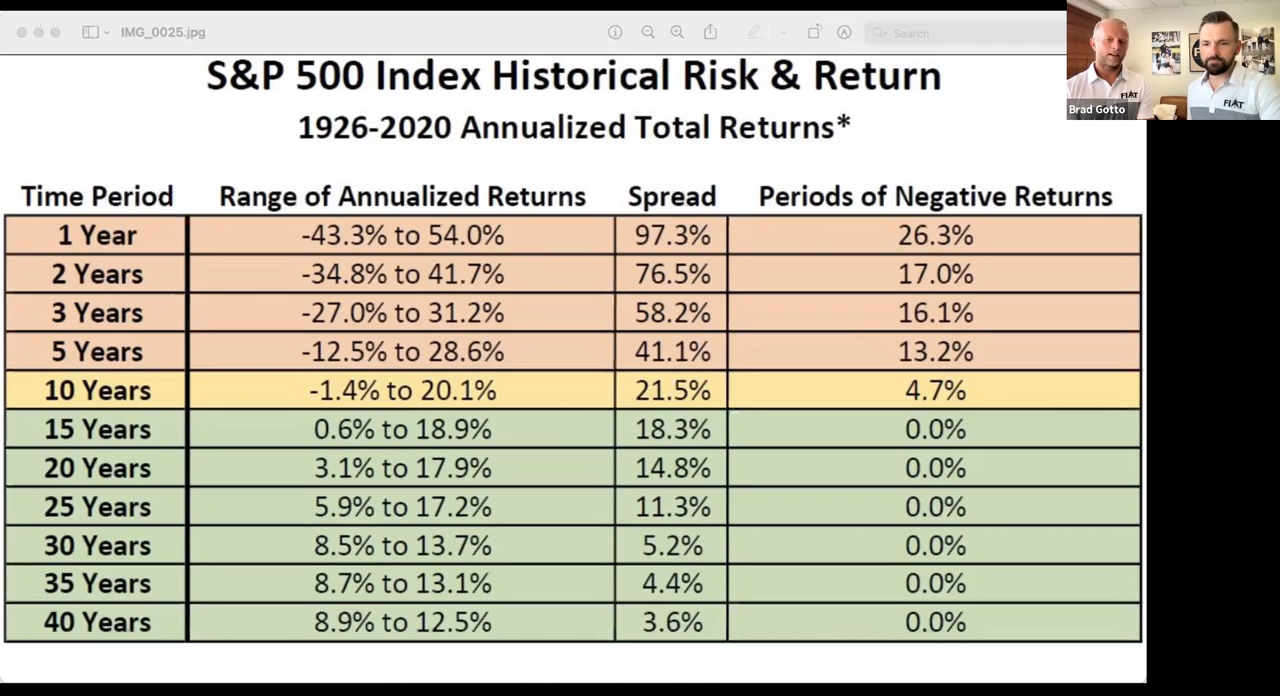 IMG_0025.jpg
Search
S&P 500 Index Historical Risk & Return
1926-2020 Annualized Total Returns*
Time Period Range of Annualized Returns Spread Periods of Negative Returns
1 Year -43.3% to 54.0% 97.3% 26.3%
2 Years -34.8% to 41.7% 76.5% 17.0%
3 Years -27.0% to 31.2% 58.2% 16.1%
5 Years -12.5% to 28.6% 41.1% 13.2%
10 Years -1.4% to 20.1% 21.5% 4.7%
15 Years 0.6% to 18.9% 18.3% 0.0%
20 Years 3.1% to 17.9% 14.8% 0.0%
25 Years 5.9% to 17.2% 11.3% 0.0%
30 Years 8.5% to 13.7% 5.2% 0.0%
35 Years 8.7% to 13.1% 4.4% 0.0%
40 Years 8.9% to 12.5% 3.6% 0.0%
FIAT
FIAT
Brad Gotto